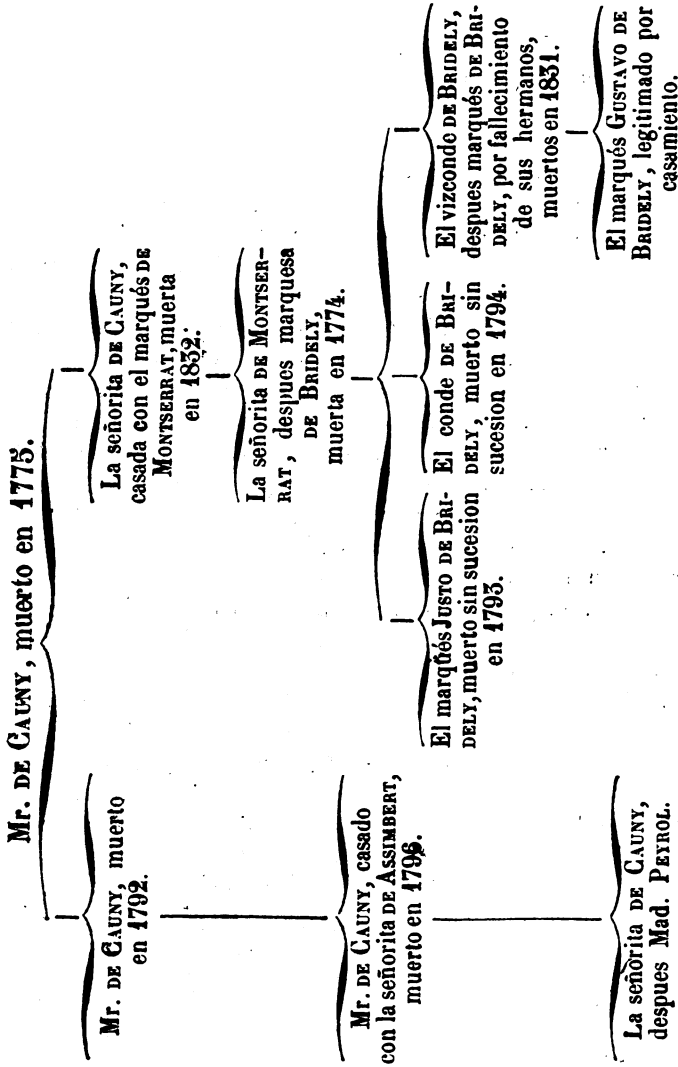 Mr. DE CAUNY, muerto en 1775.
Mr. DE CAUNY, muerto
en 1792.
Mr. DE CAUNY, casado
con la señorita DE ASSIMBERT,
muerto en 1796.
La señorita DE CAUNY,
despues Mad. PEYROL.
La señorita DE CAUNY,
casada con el marqués DE
MONTSERRAT, muerta
en 1832.
La señorita DE MONTSER-
RAT, despues marquesa
DE BRIDELY,
muerta en 1774.
El marqués JUSTO DE BRI-
DELY, muerto sin sucesion
en 1793.
El conde DE BRI-
DELY, muerto sin
sucesion en 1794.
El vizconde DE BRIDELY,
despues marqués DE BRI-
DELY, por fallecimiento
de sus hermanos,
muertos en 1831.
El marqués GUSTAVO DE
BRIDELY, legitimado por
casamiento.